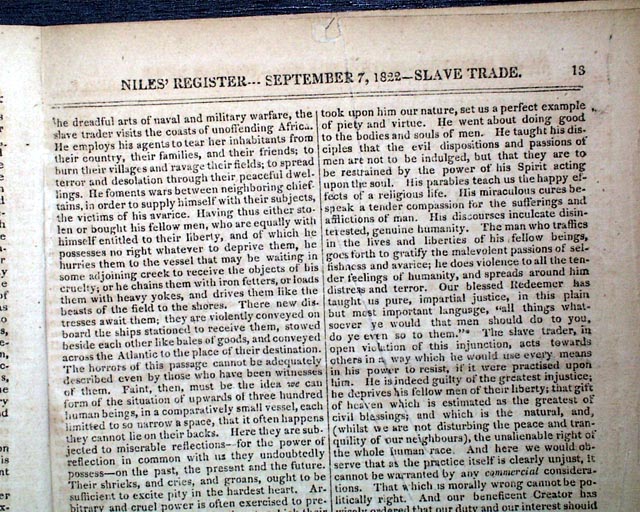 NILES' REGISTER--- SEPTEMBER 7, 1822—SLAVE TRADE. 13
the dreadful arts of naval and military warfare, the
slave trader visits the coasts of unoffending Africa.
He employs his agents to tear her inhabitants from
their country, their families, and their friends; to
burn their villages and ravage their fields; to spread
terror and desolation through their peaceful dwel-
lings. He foments wars between neighboring chief-
tains, in order to supply himself with their subjects,
the victims of his avarice. Having thus either sto-
len or bought his fellow men, who are equally with
himself entitled to their liberty, and of which he
possesses no right whatever to deprive them, he
hurries them to the vessel that may be waiting in
some adjoining creek to receive the objects of his
cruelty; or he chains them with iron fetters, or loads
them with heavy yokes, and drives them like the
beasts of the field to the shores. There new dis-
tresses await them; they are violently conveyed on
board the ships stationed to receive them, stowed
beside each other like bales of goods, and conveyed
across the Atlantic to the place of their destination.
The horrors of this passage cannot be adequately
described even by those who have been witnesses
of them. Faint, then, must be the idea we can
form of the situation of upwards of three hundred
human beings, in a comparatively small vessel, each
limitted to so narrow a space, that it often happens
they cannot lie on their backs. Here they are sub-
jected to miserable reflections—for the power of
reflection in common with us they undoubtedly
possess—on the past, the present and the future.
Their shrieks, and cries, and groans, ought to be
sufficient to excite pity in the hardest heart. Ar-
bitrary and cruel power is often exercised to pre-
took upon him our nature, set us a perfect example
of piety and virtue. He went about doing good
to the bodies and souls of men. He taught his dis-
ciples that the evil dispositions and passions of
men are not to be indulged, but that they are to
be restrained by the power of his Spirit acting
upon the soul. His parables teach us the happy ef-
fects of a religious life. His miraculous cures be-
speak a tender compassion for the sufferings and
afflictions of man. His discourses inculcate disin-
terested, genuine humanity. The man who traffics
in the lives and liberties of his fellow beings,
goes forth to gratify the malevolent passions of sel-
fishness and avarice; he does violence to all the ten-
der feelings of humanity, and spreads around him
distress and terror. Our blessed Redeemer has
taught us pure, impartial justice, in this plain
but most important language, "all things what-
soever ye would that men should do to you,
do ye even so to them."* The slave trader, in
open violation of this injunction, acts towards
others in a way which he would use every means
in his power to resist, if it were practised upon
him. He is indeed guilty of the greatest injustice;
he deprives his fellow men of their liberty; that gift
of heaven which is estimated as the greatest of
civil blessings; and which is the natural, and,
(whilst we are not disturbing the peace and tran-
quility of our neighbours), the unalienable right of
the whole human race. And here we would ob-
serve that as the practice itself is clearly unjust, it
cannot be warranted by any commercial considera-
tions. That which is morally wrong cannot be po-
litically right. And our beneficent Creator has
wisely ordered that our duty and our interest should